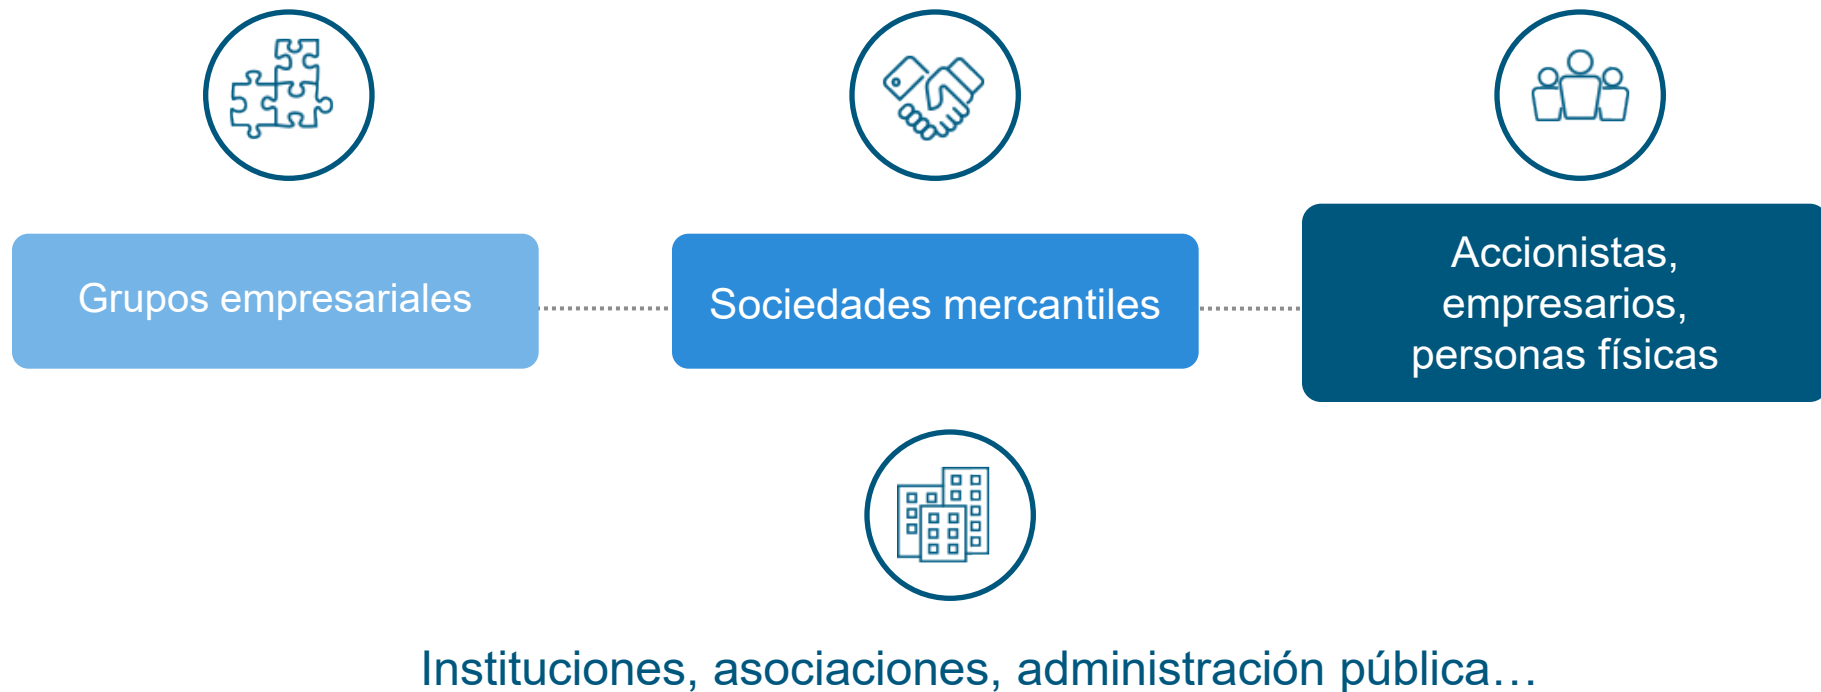 Grupos empresariales
Sociedades mercantiles
Accionistas,
empresarios,
personas físicas
Instituciones, asociaciones, administración pública…